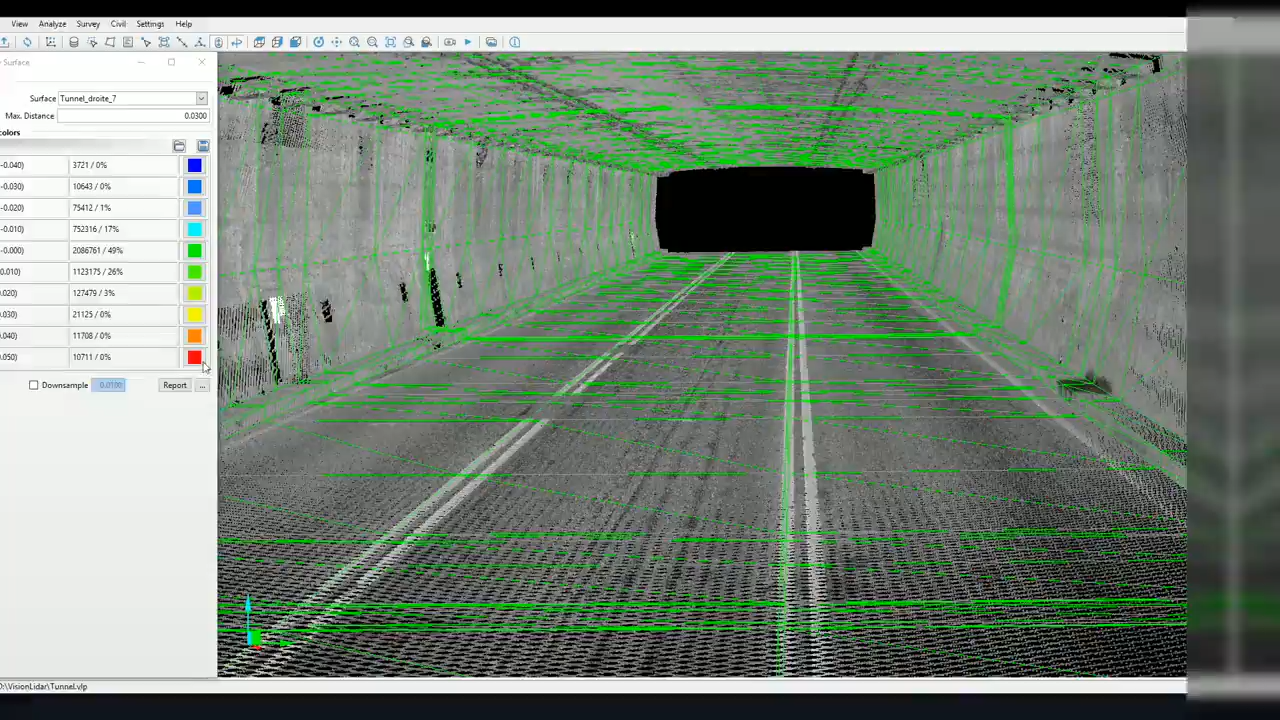 View Analyze Survey Civil Settings Help
Surface
Surface Tunnel_droite_7
Max. Distance 0.0300
colors
-0.040) 3721 / 0%
-0.030) 10643 / 0%
-0.020) 75412 / 1%
-0.010) 752316 / 17%
-0.000) 2086761 / 49%
0.010) 1123175 / 26%
.020) 127479 / 3%
.030) 21125 / 0%
.040) 11708 / 0%
.050) 10711 / 0%
Downsample 0.0100 Report ...
):\VisionLidar\Tunnel.vlp